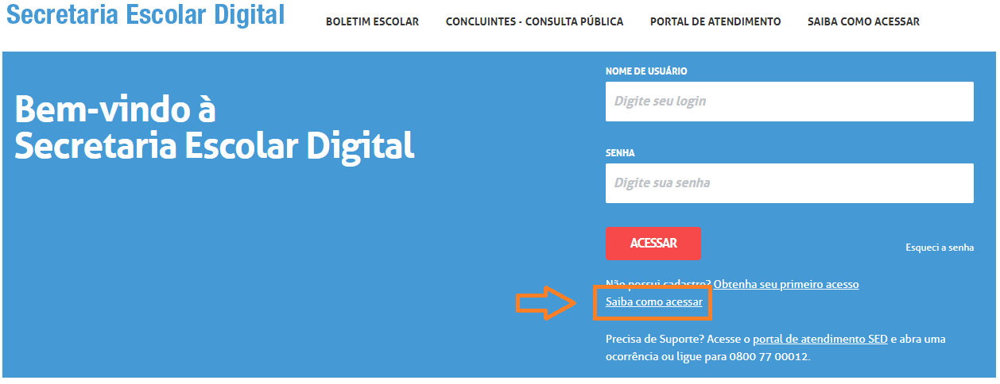 Secretaria Escolar Digital
BOLETIM ESCOLAR CONCLUINTES - CONSULTA PÚBLICA PORTAL DE ATENDIMENTO SAIBA COMO ACESSAR
Bem-vindo à
Secretaria Escolar Digital
NOME DE USUÁRIO
Digite seu login
SENHA
Digite sua senha
ACESSAR
Esqueci a senha
Não possui cadastro? Obtenha seu primeiro acesso
Saiba como acessar
Precisa de Suporte? Acesse o portal de atendimento SED e abra uma
ocorrência ou ligue para 0800 77 00012.